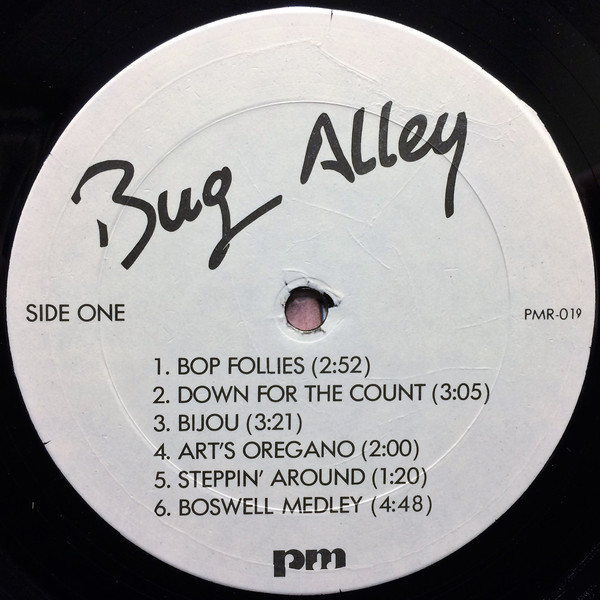 Bug Alley
SIDE ONE
PMR-019
1. BOP FOLLIES (2:52)
2. DOWN FOR THE COUNT (3:05)
3. BIJOU (3:21)
4. ART'S OREGANO (2:00)
5. STEPPIN' AROUND (1:20)
6. BOSWELL MEDLEY (4:48)
pm